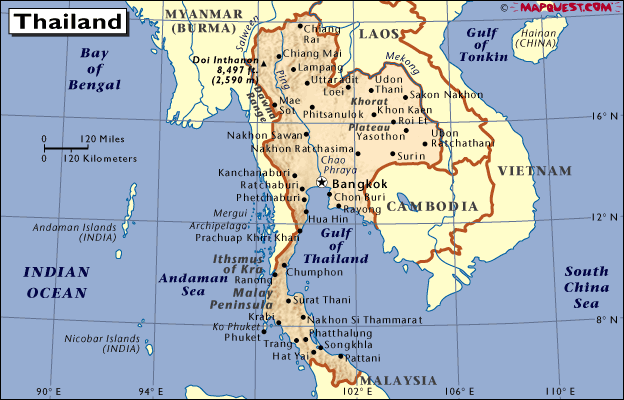 Thailand
MAPQUEST.COM
MYANMAR
(BURMA)
LAOS
Hainan
(CHINA)
Gulf
of
Tonkin
Bay
of
Bengal
Salween
Chiang
Rai
Chiang Mai
Doi Inthanon
8,497 ft.
(2,590 m)
Lampang
Ping
Uttaradit
Loei
Udon
Thani
Mekong
Sakon Nakhon
Dawna
Range
Mae
Sot
Phitsanulok
Khorat
Plateau
Khon Kaen
Roi Et
Yasothon
Ubon
Ratchathani
16°N
0 120 Miles
0 120 Kilometers
Nakhon Sawan
Nakhon Ratchasima
Surin
Chao
Phraya
Kanchanaburi
Bangkok
Ratchaburi
Phetchaburi
Chon Buri
Rayong
VIETNAM
CAMBODIA
Mergui
Archipelago
Hua Hin
Prachuap Khiri Khan
12°N
Andaman Islands
(INDIA)
Gulf
of
Thailand
Isthmus
of Kra
Chumphon
Ranong
Malay
Peninsula
INDIAN
OCEAN
Andaman
Sea
South
China
Sea
Surat Thani
Krabi
Ko Phuket
Phuket
Nakhon Si Thammarat
8°N
Phatthalung
Trang
Songkhla
Hat Yai
Pattani
Nicobar Islands
(INDIA)
MALAYSIA
90°E
94°E
102°E
106°E
110°E